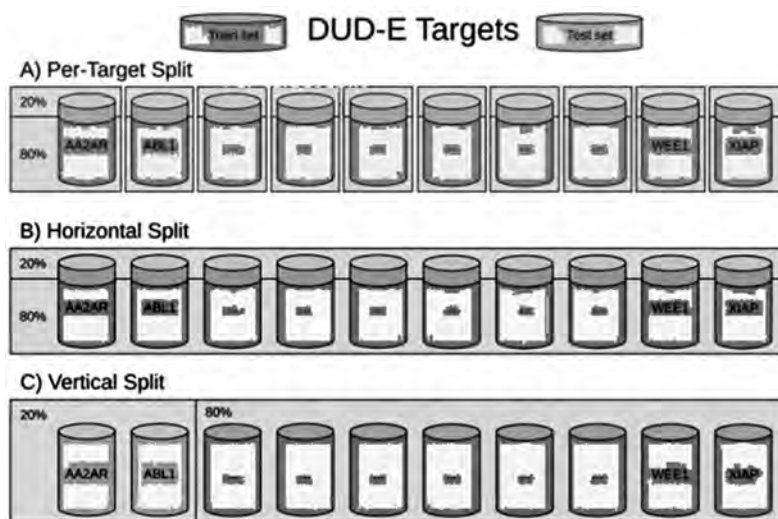 Train set DUD-E Targets Test set
A) Per-Target Split
20%
AA2AR ABL1 WEE1 XIAP
80%
B) Horizontal Split
20%
AA2AR ABL1 WEE1 XIAP
80%
C) Vertical Split
20% 80%
AA2AR ABL1 WEE1 XIAP